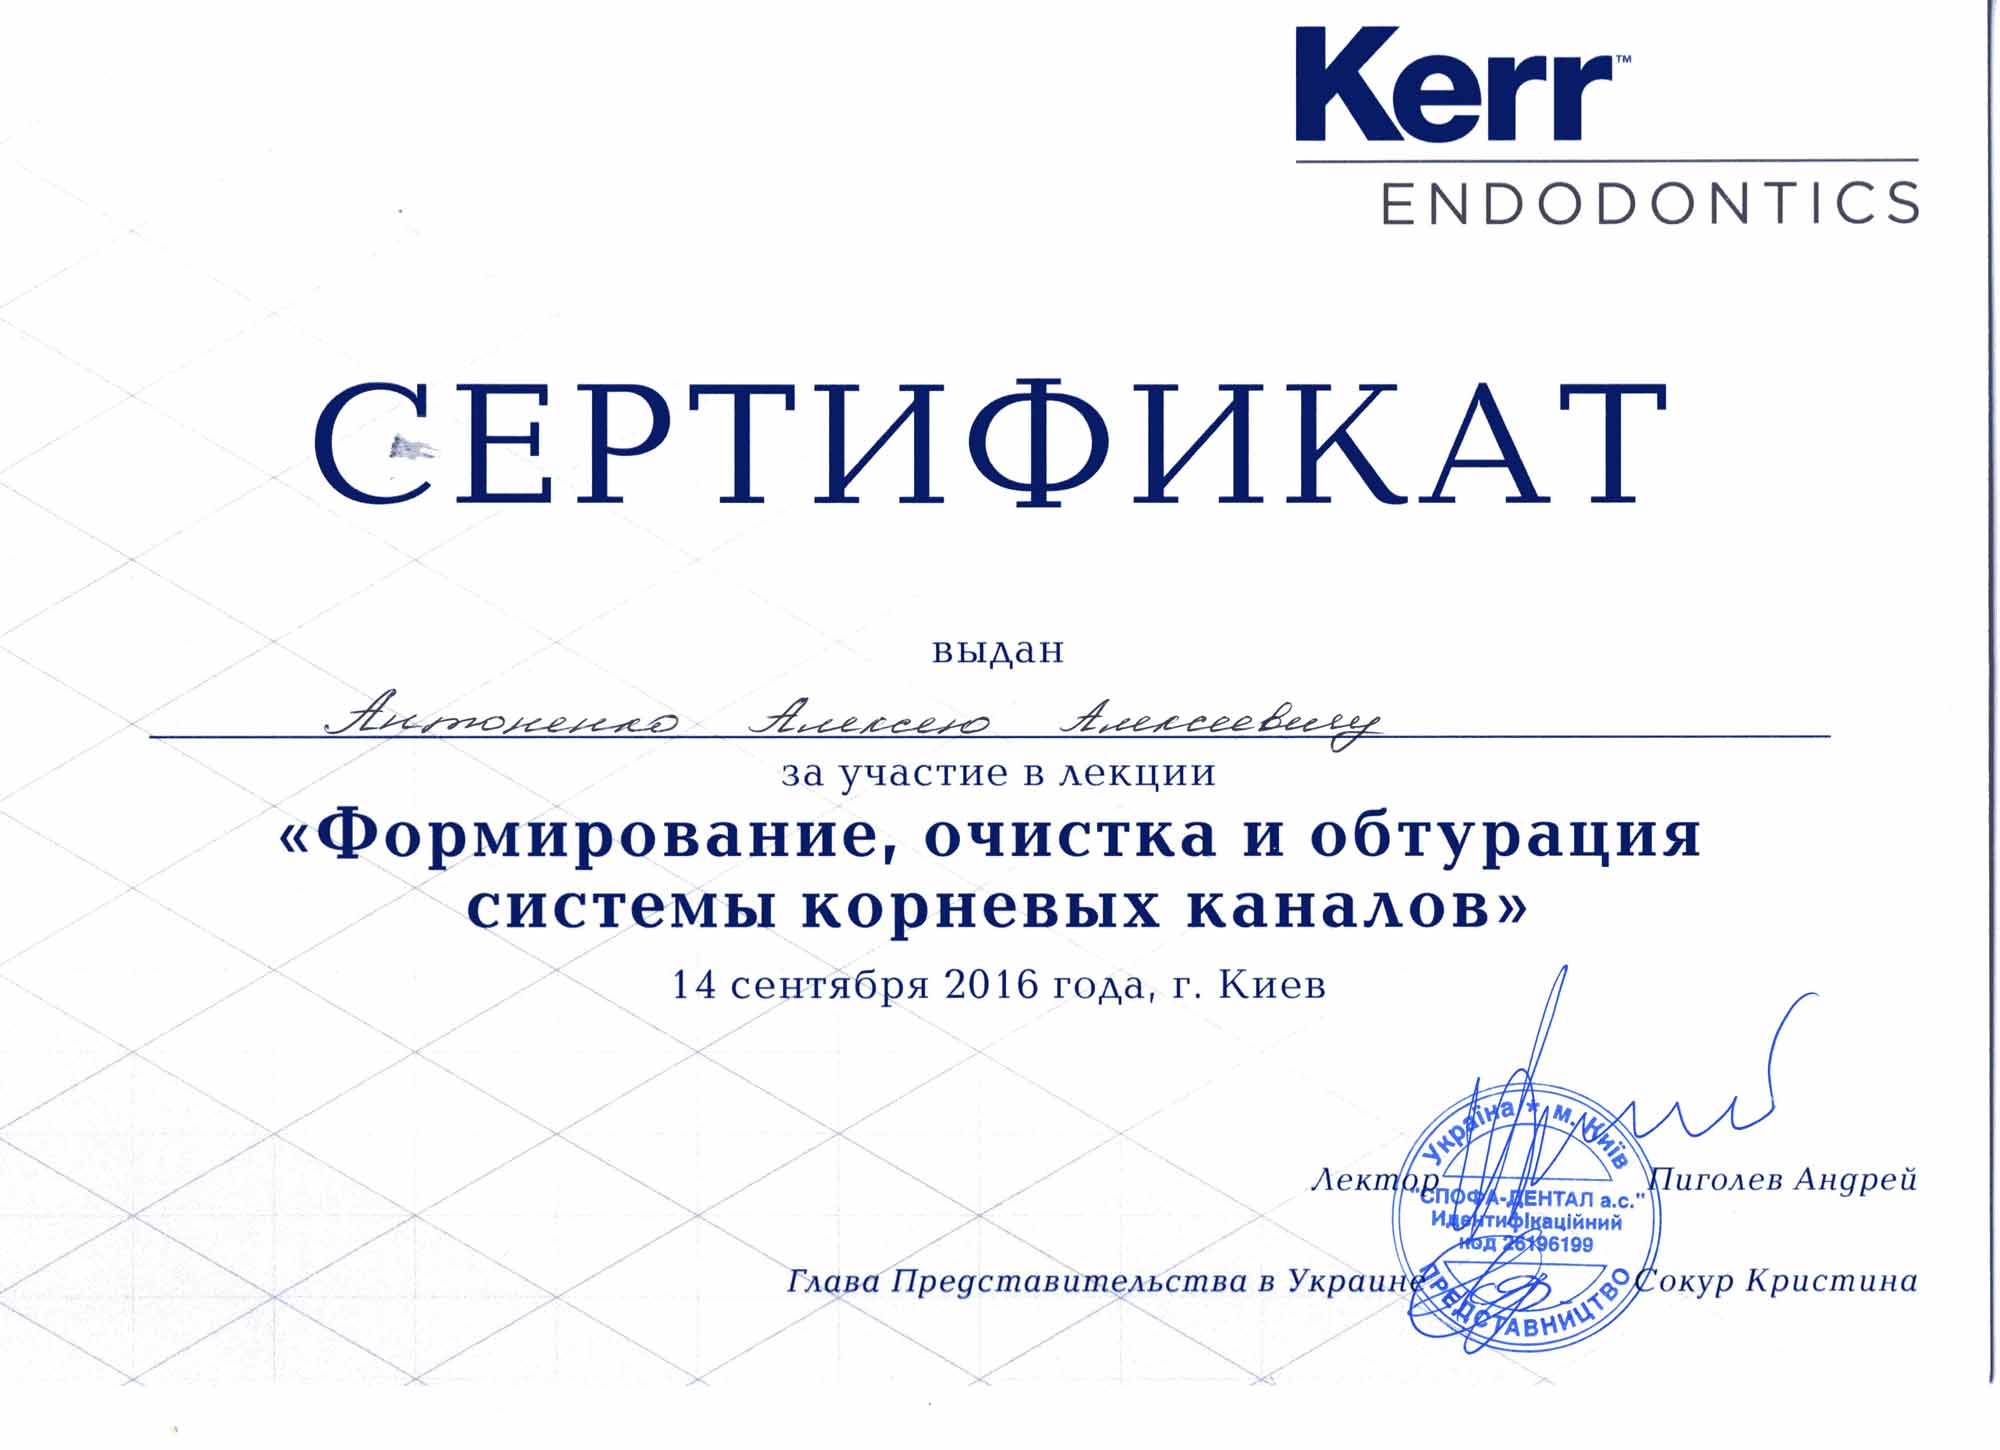 Kerr™
ENDODONTICS
СЕРТИФИКАТ
выдан
Антоненко Алексею Алексеевичу
за участие в лекции
«Формирование, очистка и обтурация
системы корневых каналов»
14 сентября 2016 года, г. Киев
Україна * м. Київ
Лектор Пиголев Андрей
"СПОФА-ДЕНТАЛ а.с."
Идентифікаційний
код 26196199
Глава Представительства в Украине Сокур Кристина
ПРЕДСТАВНИЦТВО